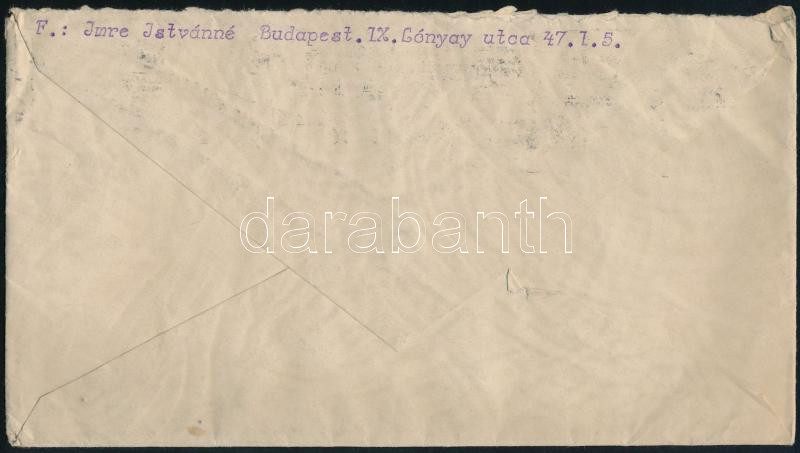 F.: Imre Istvánné Budapest.IX.Lónyay utca 47.I.5.
darabanth